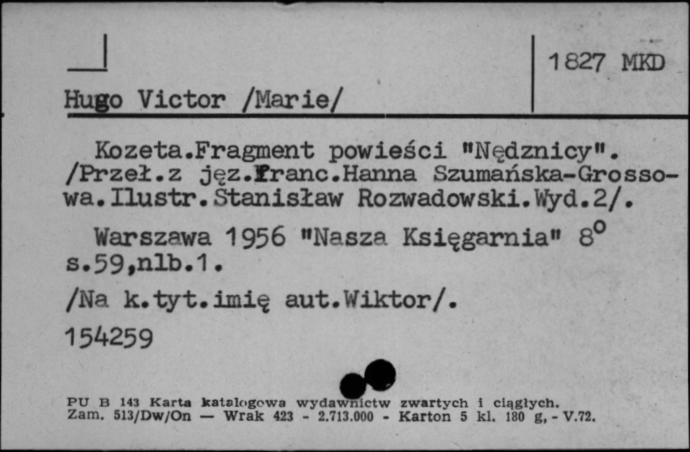 1827 MKD
Hugo Victor /Marie/
Kozeta.Fragment powieści "Nędznicy".
/Przeł.z jęz.franc.Hanna Szumańska-Grosso-
wa.Ilustr.Stanisław Rozwadowski.Wyd.2/.
Warszawa 1956 "Nasza Księgarnia" 8°
s.59,nlb.1.
/Na k.tyt.imię aut.Wiktor/.
154259
PU B 143 Karta katalogowa wydawnictw zwartych i ciągłych.
Zam. 513/Dw/On — Wrak 423 - 2.713.000 - Karton 5 kl. 180 g, - V.72.